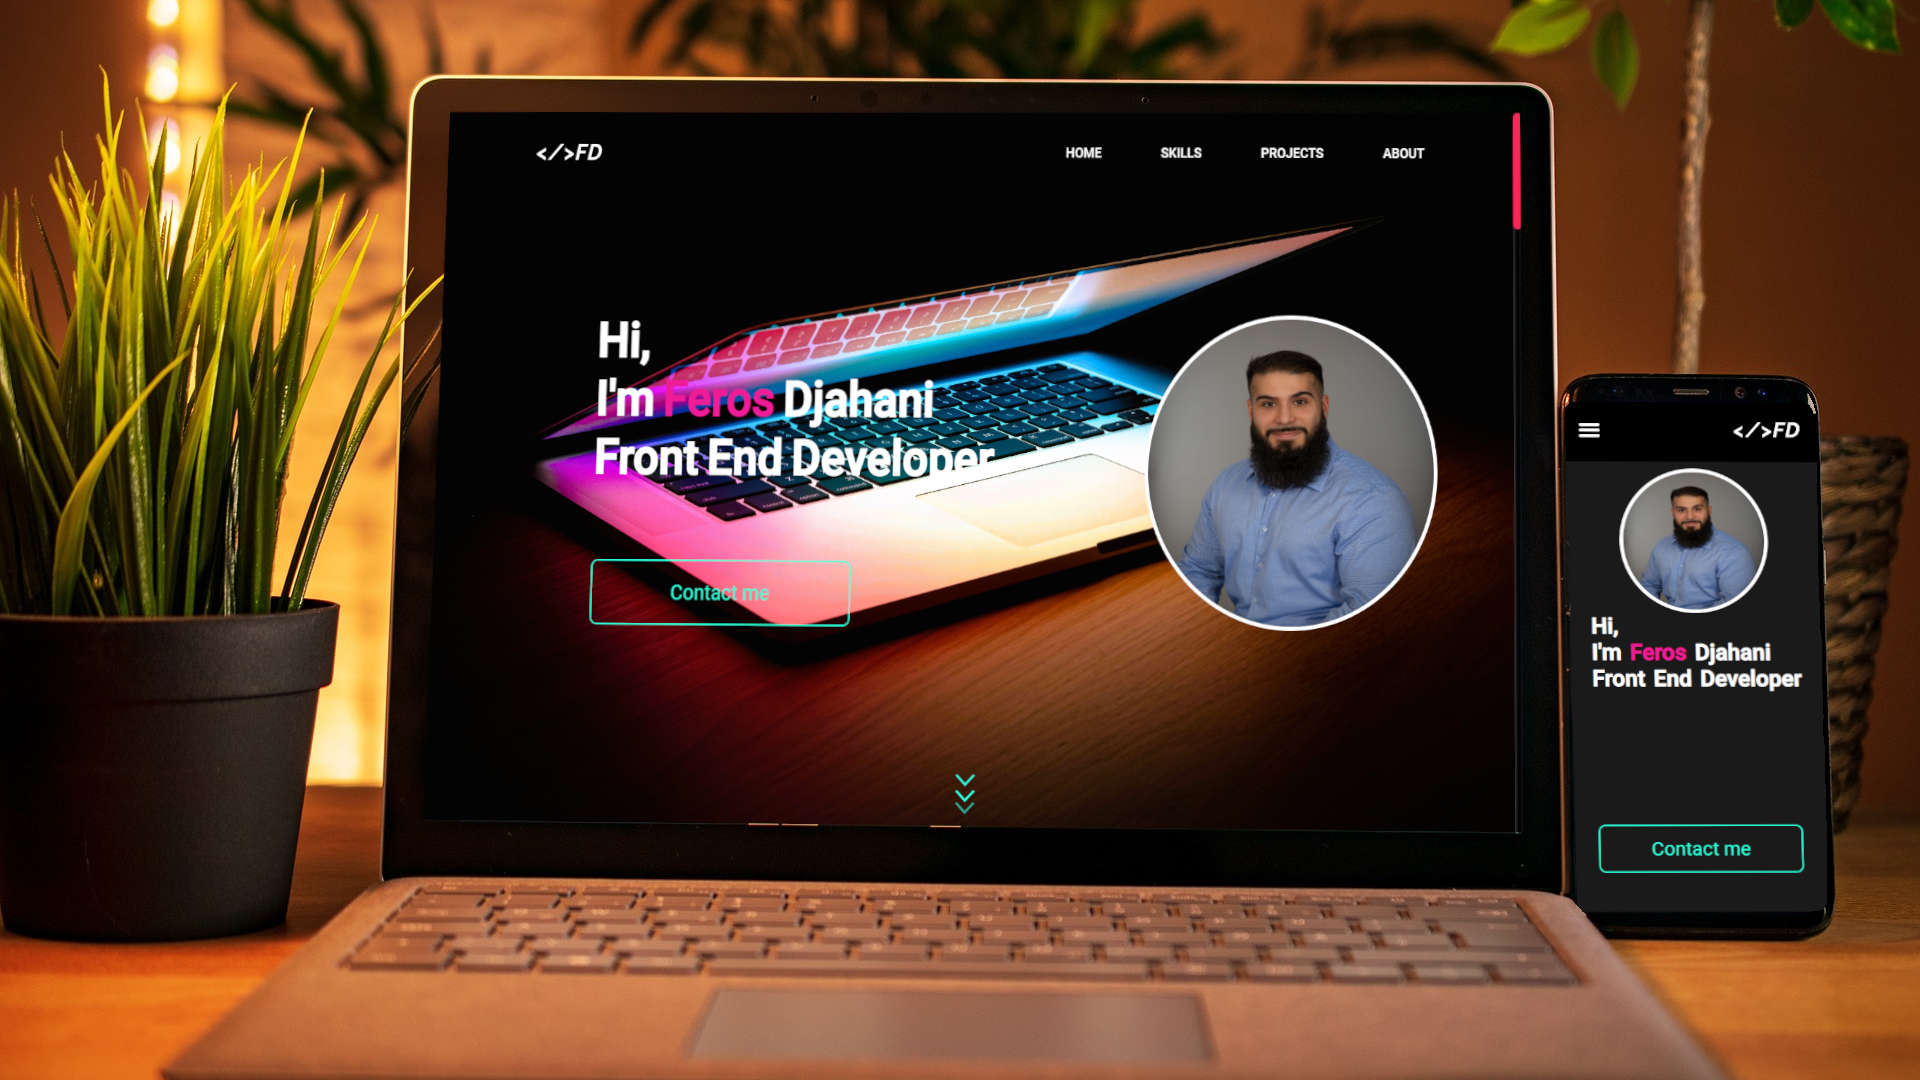 </>FD
HOME
SKILLS
PROJECTS
ABOUT
Hi,
I'm Feros Djahani
Front End Developer
Contact me
</>FD
Hi,
I'm Feros Djahani
Front End Developer
Contact me